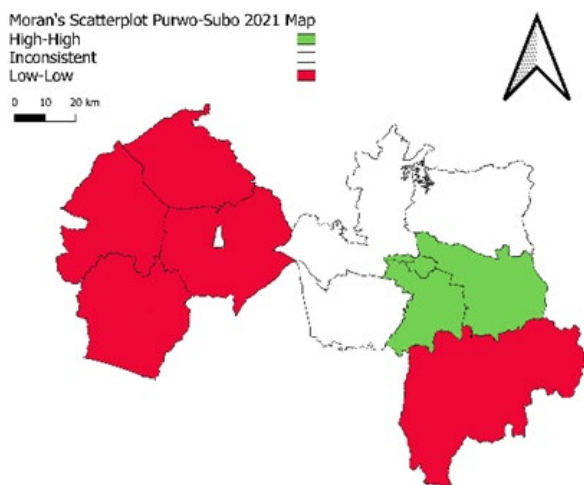 Moran's Scatterplot Purwo-Subo 2021 Map
High-High
Inconsistent
Low-Low
0 10 20 km